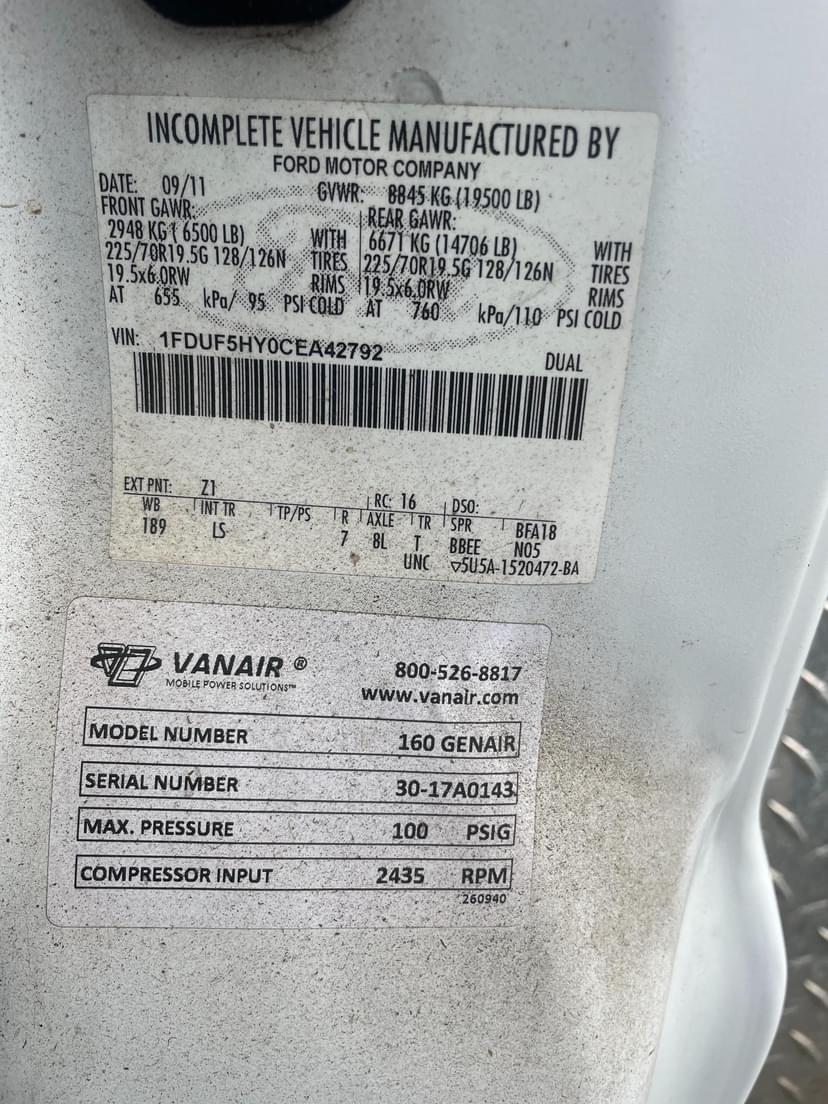 INCOMPLETE VEHICLE MANUFACTURED BY
FORD MOTOR COMPANY
DATE: 09/11 GVWR: 8845 KG (19500 LB)
FRONT GAWR: REAR GAWR:
2948 KG ( 6500 LB) WITH 6671 KG (14706 LB) WITH
225/70R19.5G 128/126N TIRES 225/70R19.5G 128/126N TIRES
19.5x6.0RW RIMS 19.5x6.0RW RIMS
AT 655 kPa/ 95 PSI COLD AT 760 kPa/110 PSI COLD
VIN: 1FDUF5HY0CEA42792 DUAL
EXT PNT: Z1 RC: 16 DSO:
WB INT TR TP/PS R AXLE TR SPR BFA18
189 LS 7 8L T BBEE N05
UNC ▽5U5A-1520472-BA
VANAIR ®
MOBILE POWER SOLUTIONS™
800-526-8817
www.vanair.com
MODEL NUMBER 160 GENAIR
SERIAL NUMBER 30-17A0143
MAX. PRESSURE 100 PSIG
COMPRESSOR INPUT 2435 RPM
260940